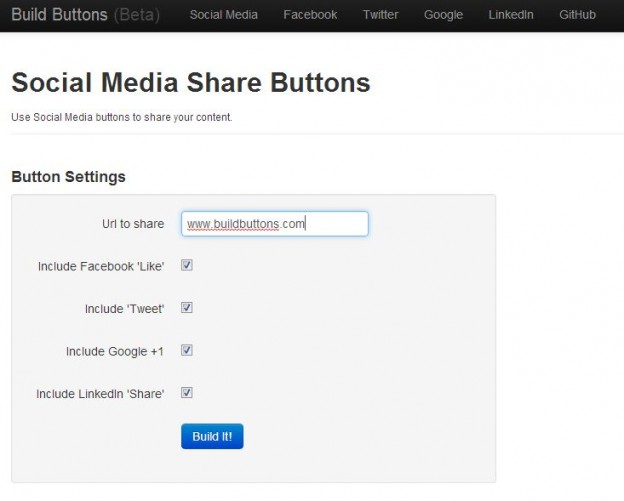 Build Buttons (Beta) Social Media Facebook Twitter Google LinkedIn GitHub
Social Media Share Buttons
Use Social Media buttons to share your content.
Button Settings
Url to share www.buildbuttons.com
Include Facebook 'Like'
Include 'Tweet'
Include Google +1
Include LinkedIn 'Share'
Build It!